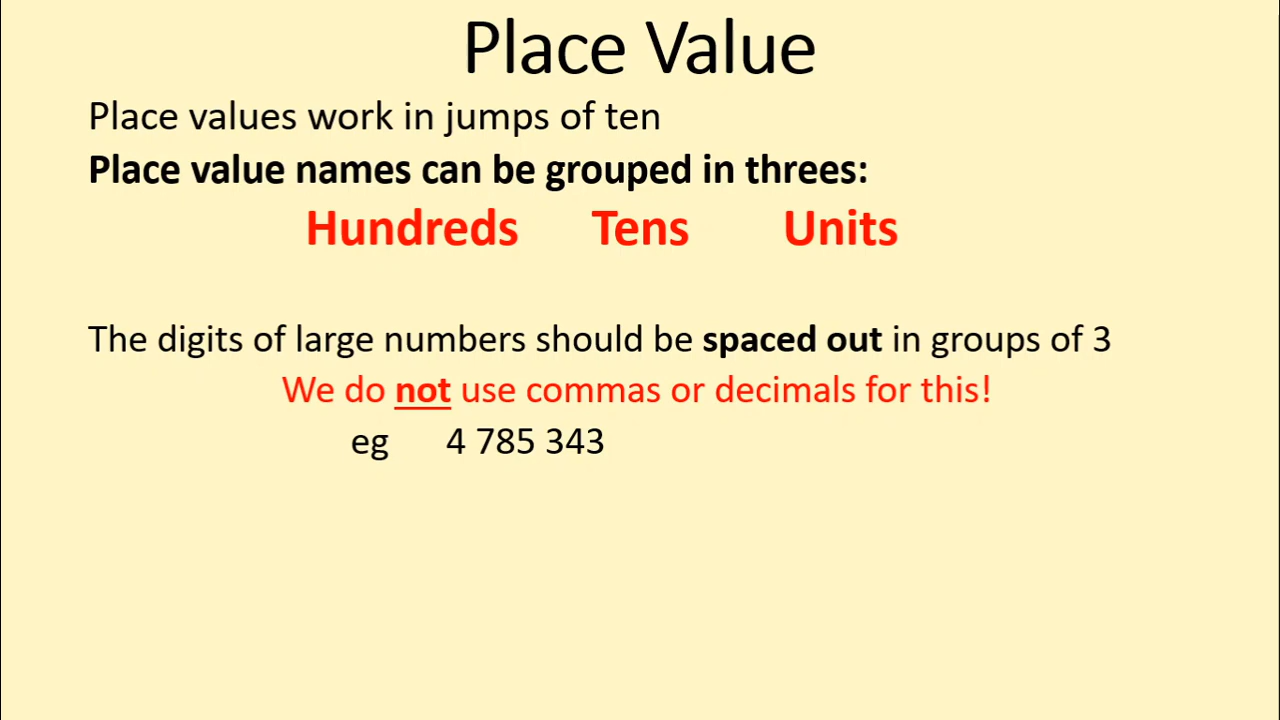 Place Value
Place values work in jumps of ten
Place value names can be grouped in threes:
Hundreds Tens Units
The digits of large numbers should be spaced out in groups of 3
We do not use commas or decimals for this!
eg 4 785 343